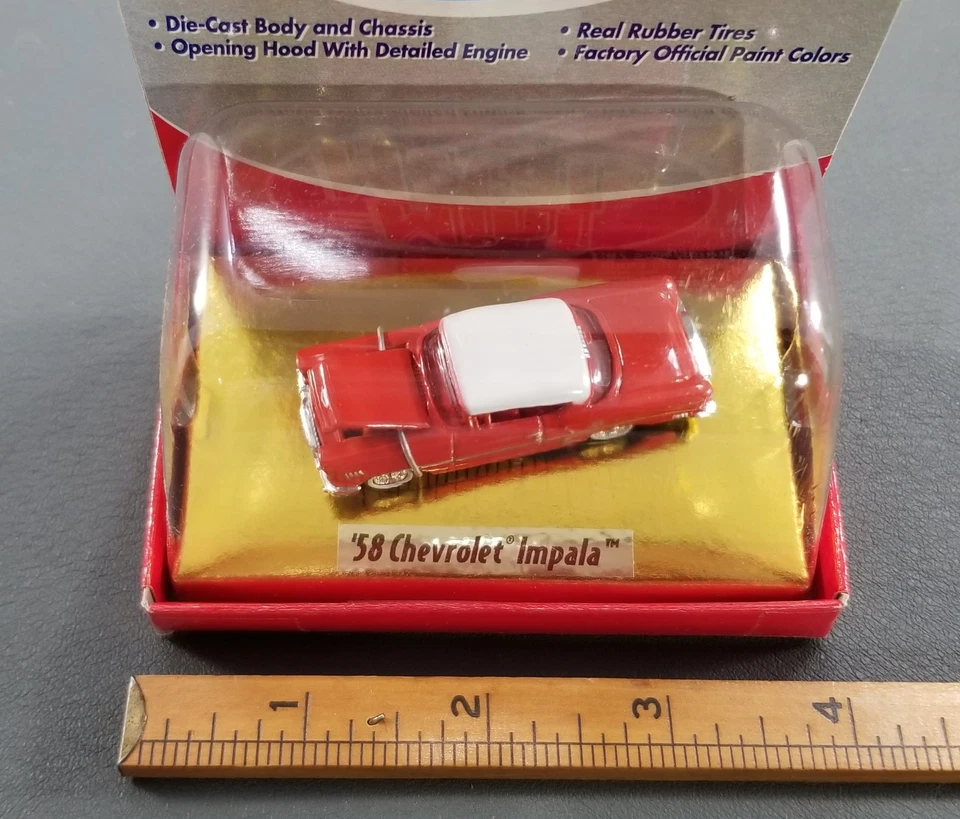 • Die-Cast Body and Chassis
• Opening Hood With Detailed Engine
• Real Rubber Tires
• Factory Official Paint Colors
'58 Chevrolet® Impala™
1 2 3 4